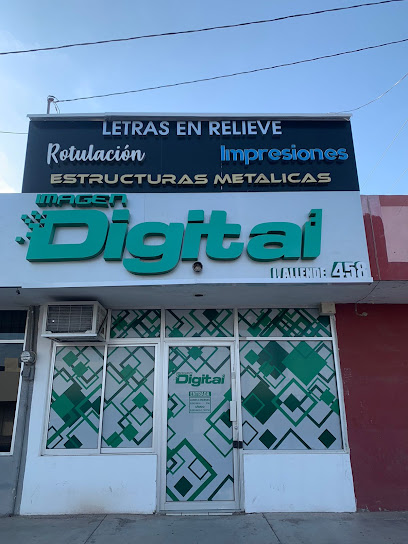 LETRAS EN RELIEVE
Rotulación Impresiones
ESTRUCTURAS METALICAS
IMAGEN
Digital
ALLENDE 458
Digital